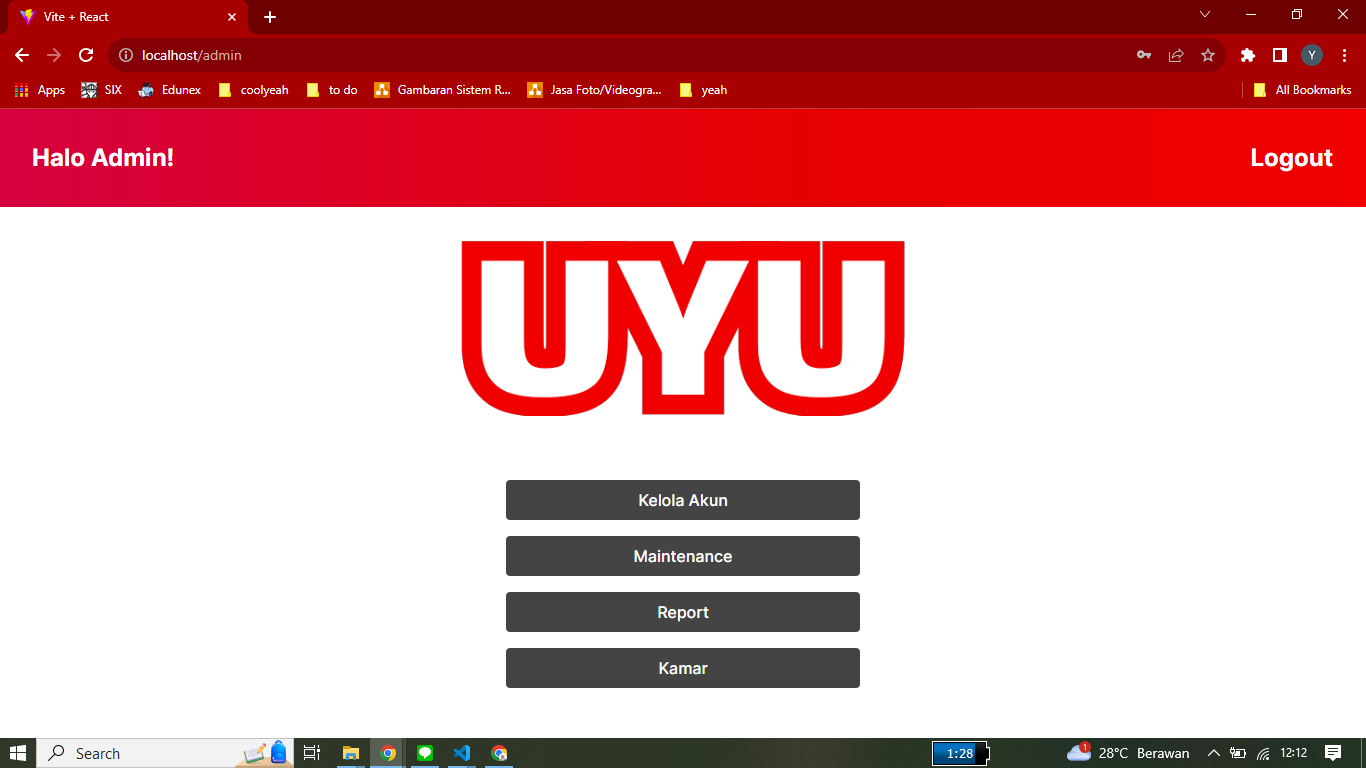 Vite + React
localhost/admin
Y
Apps SIX Edunex coolyeah to do Gambaran Sistem R... Jasa Foto/Videogra... yeah All Bookmarks
Halo Admin! Logout
UYU
Kelola Akun
Maintenance
Report
Kamar
Search 1:28 1 28°C Berawan 12:12